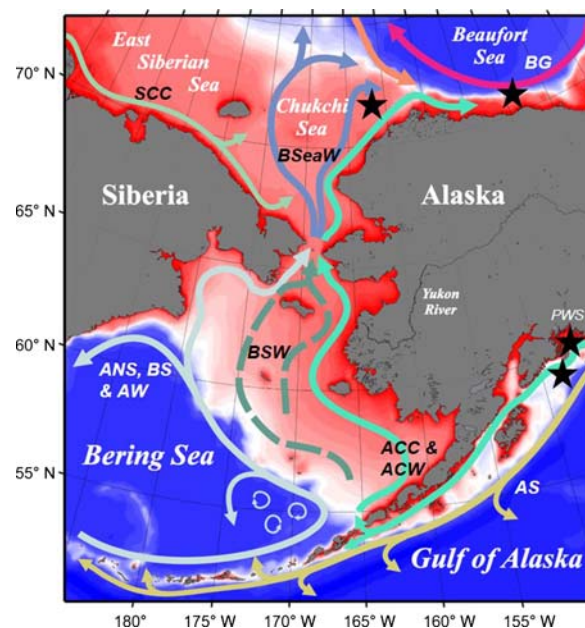 East
Siberian
Sea
Beaufort
Sea
BG
70° N
SCC
Chukchi
Sea
BSeaW
Siberia
Alaska
65° N
Yukon
River
PWS
60° N
BSW
ANS, BS
& AW
ACC &
ACW
Bering Sea
AS
55° N
Gulf of Alaska
180°
175°W
170°W
165°W
160°W
155°W